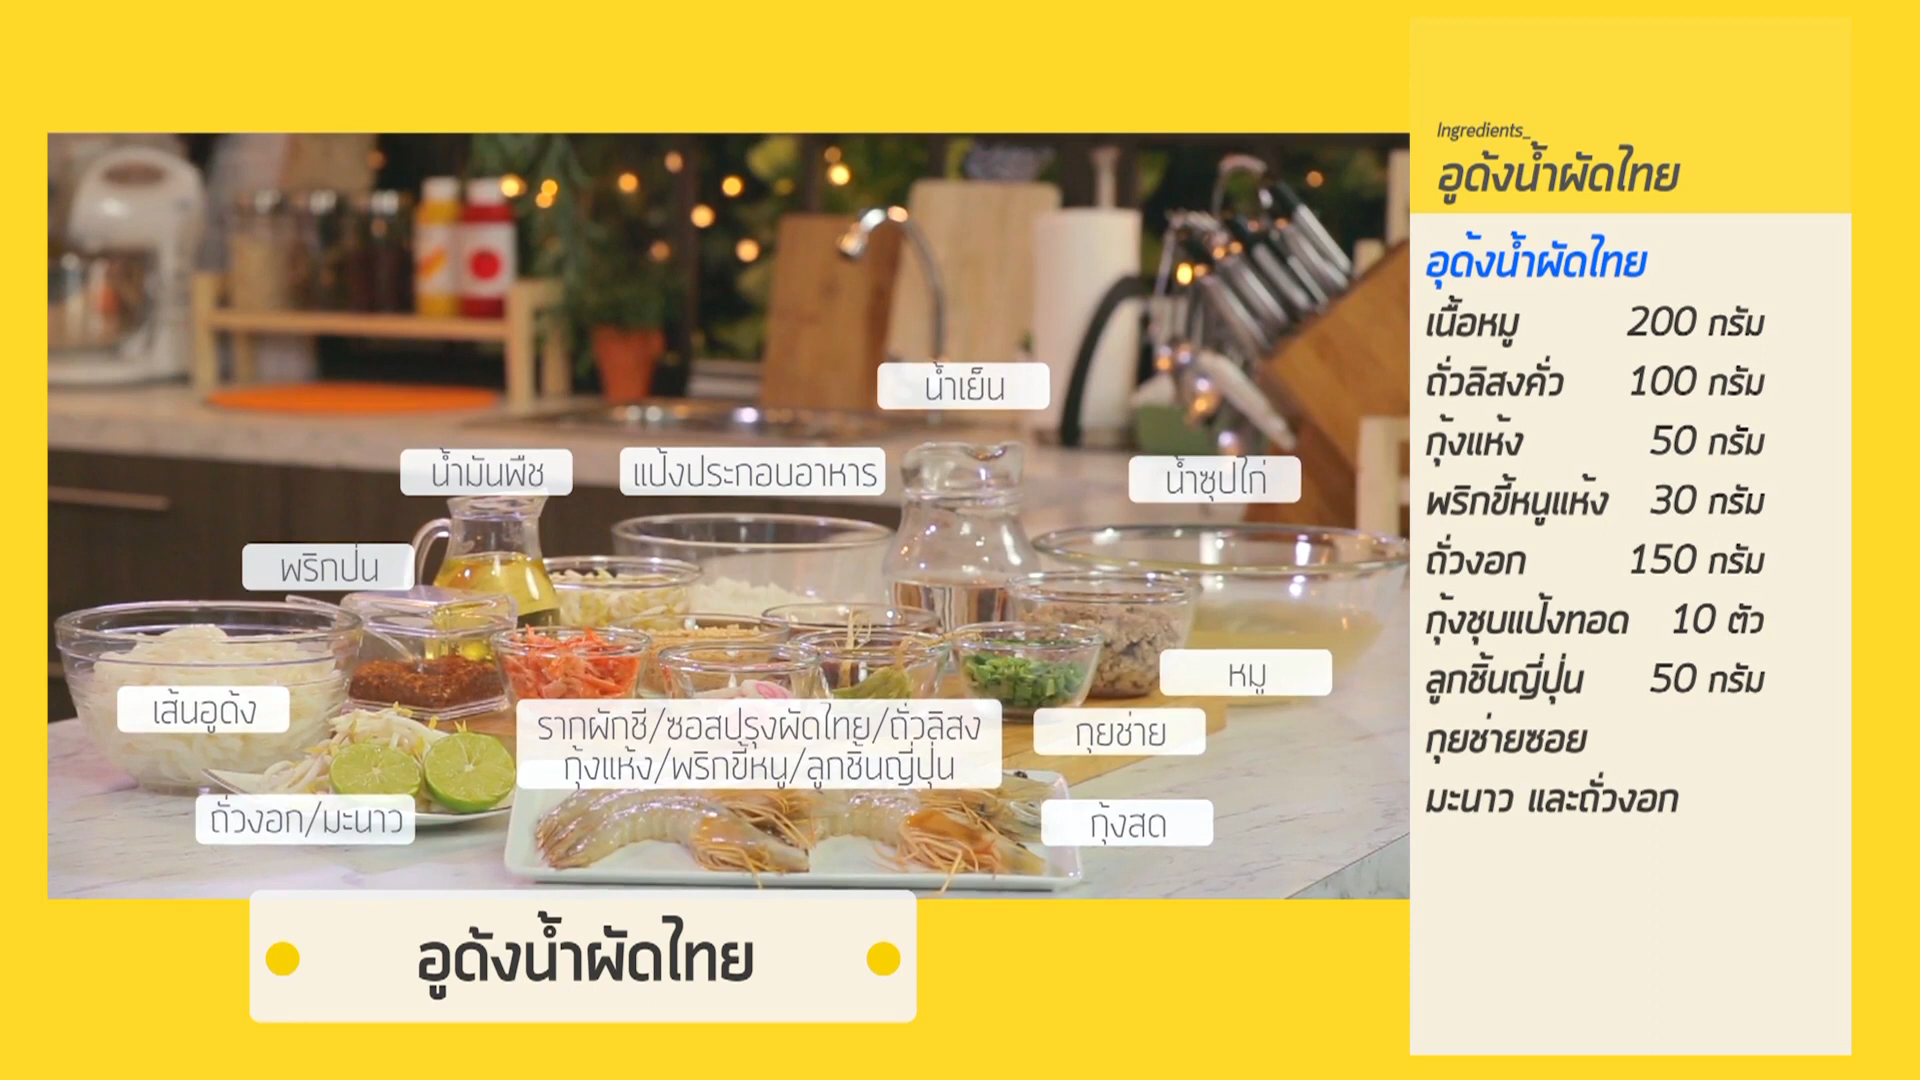 Ingredients_
อูด้งน้ำผัดไทย
อุด้งน้ำผัดไทย
เนื้อหมู 200 กรัม
ถั่วลิสงคั่ว 100 กรัม
กุ้งแห้ง 50 กรัม
พริกขี้หนูแห้ง 30 กรัม
ถั่วงอก 150 กรัม
กุ้งชุบแป้งทอด 10 ตัว
ลูกชิ้นญี่ปุ่น 50 กรัม
กุยช่ายซอย
มะนาว และถั่วงอก
น้ำเย็น
น้ำมันพืช
แป้งประกอบอาหาร
น้ำซุปไก่
พริกป่น
หมู
เส้นอูด้ง
รากผักชี/ซอสปรุงผัดไทย/ถั่วลิสง
กุ้งแห้ง/พริกขี้หนู/ลูกชิ้นญี่ปุ่น
กุยช่าย
ถั่วงอก/มะนาว
กุ้งสด
อูด้งน้ำผัดไทย